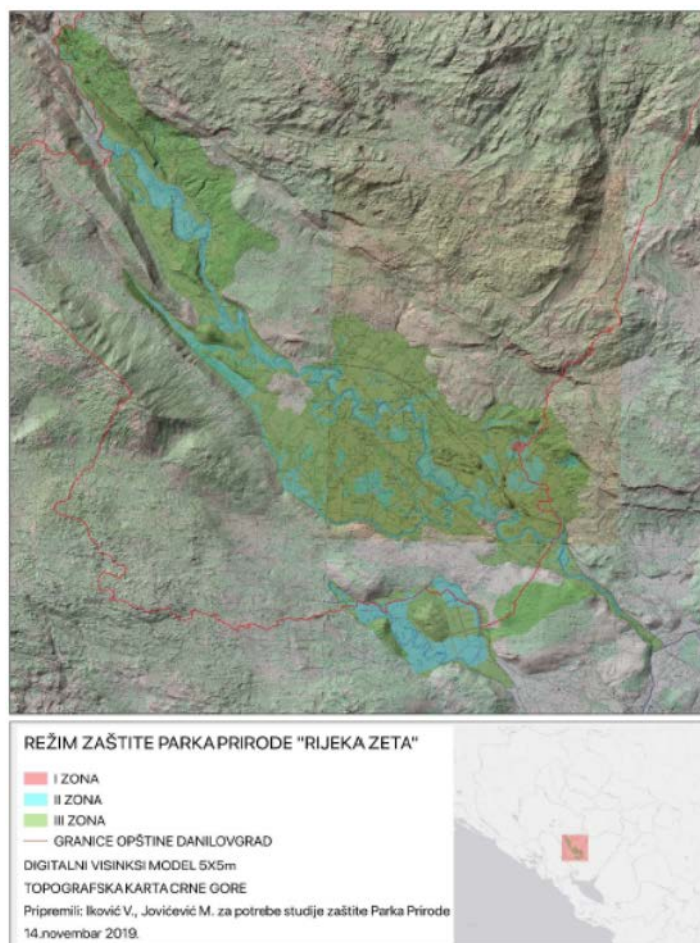 REŽIM ZAŠTITE PARKA PRIRODE "RIJEKA ZETA"
I ZONA
II ZONA
III ZONA
GRANICE OPŠTINE DANILOVGRAD
DIGITALNI VISINKSI MODEL 5X5m
TOPOGRAFSKA KARTA CRNE GORE
Pripremili: Iković V., Jovićević M. za potrebe studije zaštite Parka Prirode
14.novembar 2019.